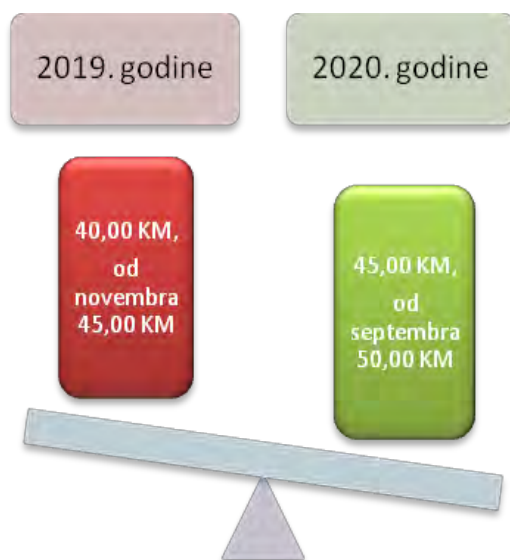 2019. godine
2020. godine
40,00 KM,
od
novembra
45,00 KM
45,00 KM,
od
septembra
50,00 KM